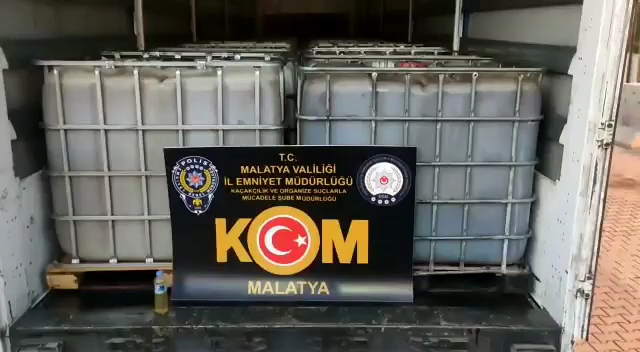 T.C.
MALATYA VALİLİĞİ
İL EMNİYET MÜDÜRLÜĞÜ
KAÇAKÇILIK VE ORGANİZE SUÇLARLA
MÜCADELE ŞUBE MÜDÜRLÜĞÜ
POLİS
KOM
MALATYA